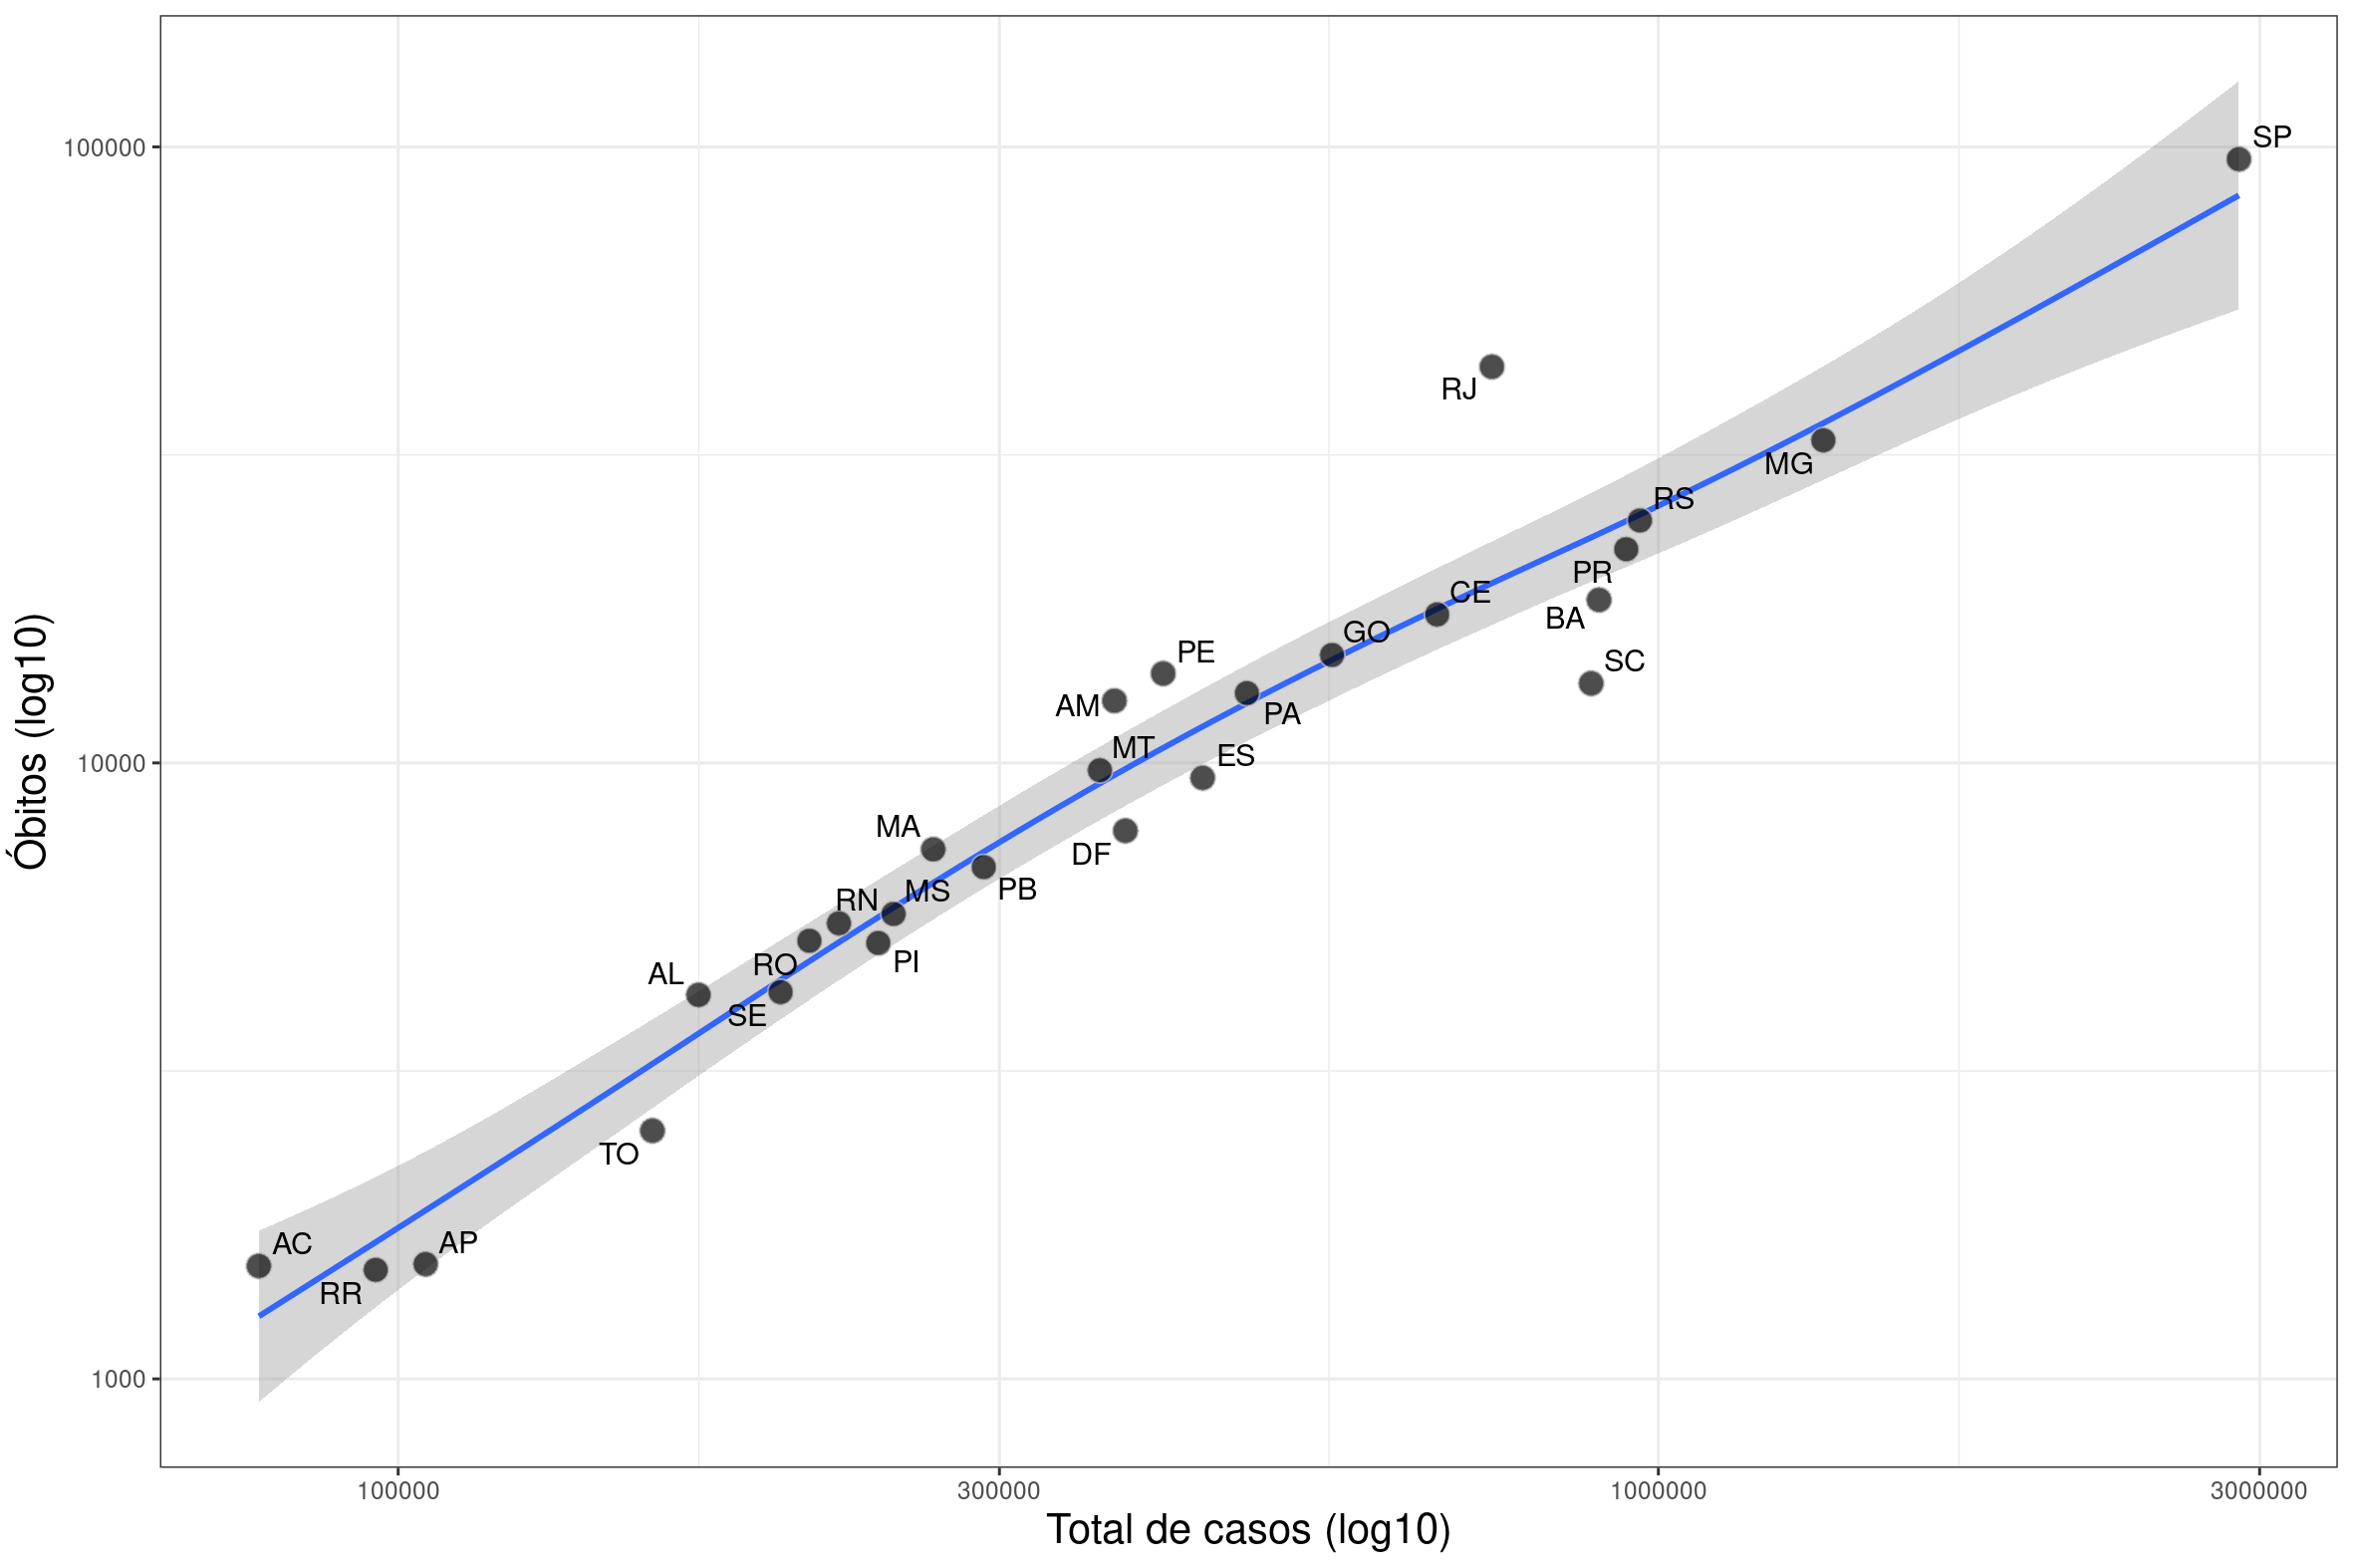 100000
10000
1000
Óbitos (log10)
SP
RJ
MG
RS
PR
CE
BA
GO
PE
SC
AM
PA
MT
ES
MA
DF
MS
PB
RN
PI
RO
AL
SE
TO
AC
AP
RR
100000
300000
1000000
3000000
Total de casos (log10)